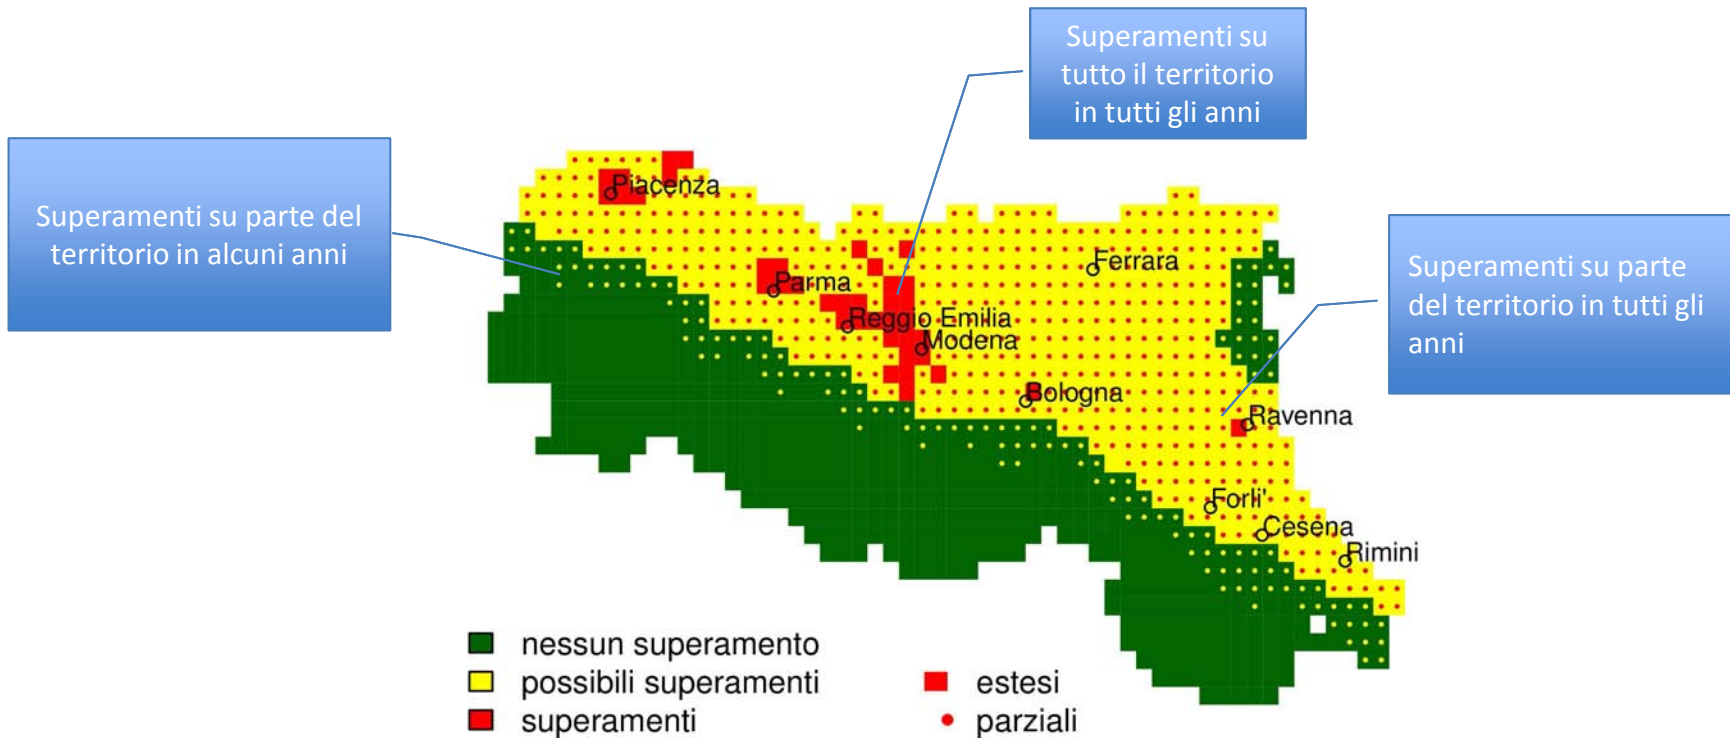 Superamenti su
tutto il territorio
in tutti gli anni
Superamenti su parte del
territorio in alcuni anni
Superamenti su parte
del territorio in tutti gli
anni
Piacenza
Parma
Reggio Emilia
Modena
Ferrara
Bologna
Ravenna
Forli'
Cesena
Rimini
nessun superamento
possibili superamenti
superamenti
estesi
parziali